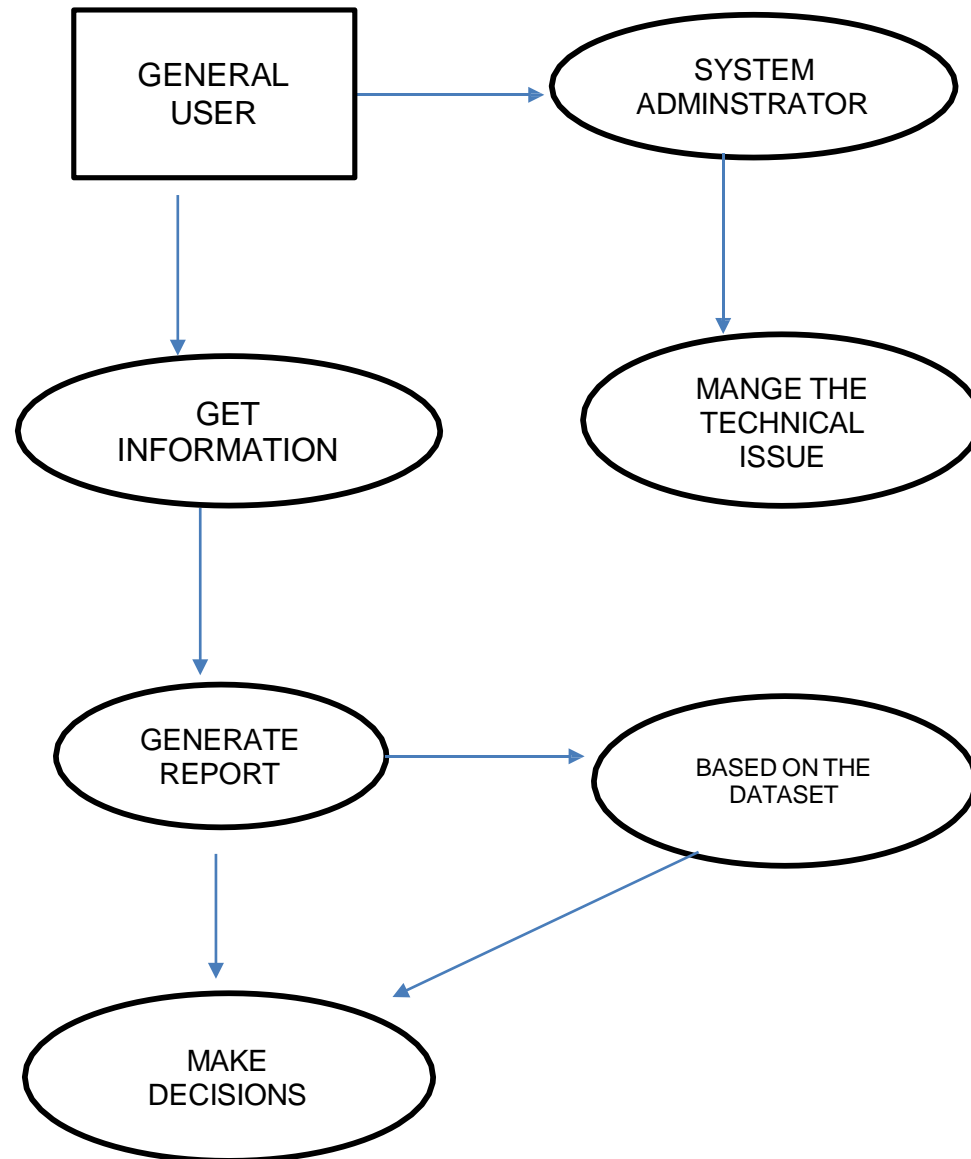 GENERAL
USER
SYSTEM
ADMINSTRATOR
GET
INFORMATION
MANGE THE
TECHNICAL
ISSUE
GENERATE
REPORT
BASED ON THE
DATASET
MAKE
DECISIONS